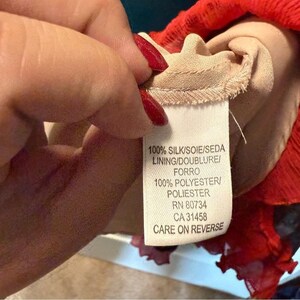 100% SILK/SOIE/SEDA
LINING/DOUBLURE/
FORRO
100% POLYESTER/
POLIESTER
RN 80734
CA 31458
CARE ON REVERSE